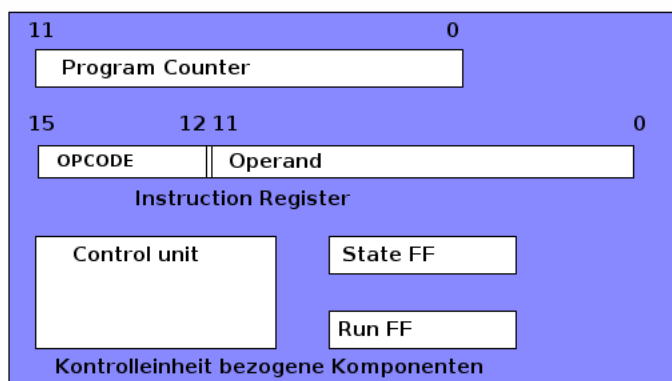 11 0
Program Counter
15 12 11 0
OPCODE Operand
Instruction Register
Control unit State FF
Run FF
Kontrolleinheit bezogene Komponenten